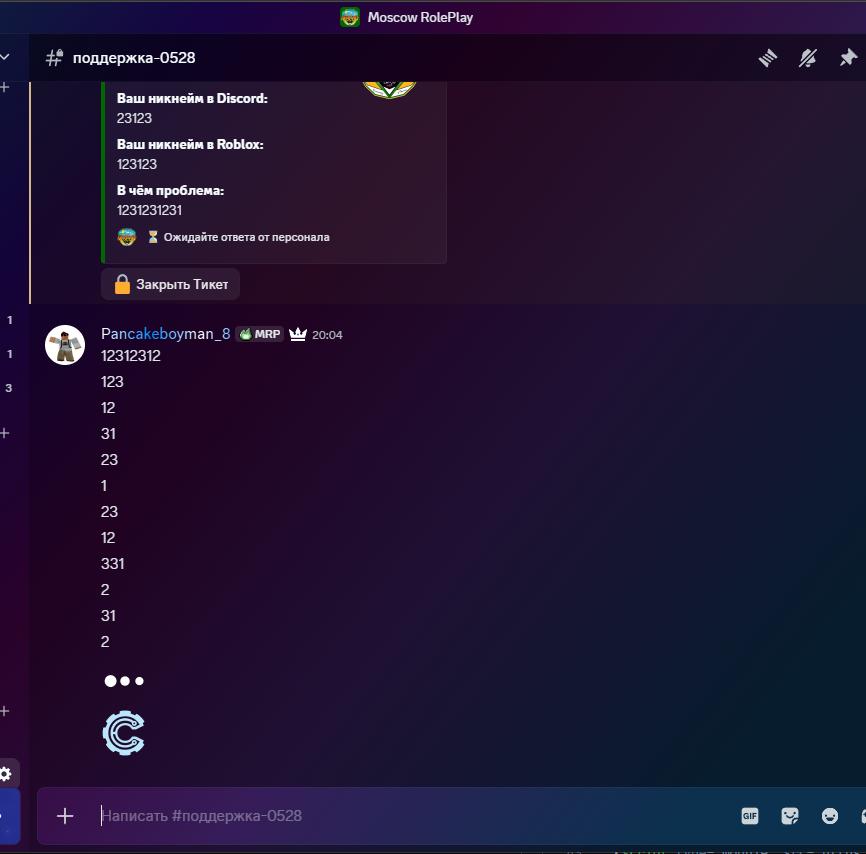 Moscow RolePlay
поддержка-0528
Ваш никнейм в Discord:
23123
Ваш никнейм в Roblox:
123123
В чём проблема:
1231231231
Ожидайте ответа от персонала
Закрыть Тикет
Pancakeboyman_8 MRP 20:04
12312312
123
12
31
23
1
23
12
331
2
31
2
1
1
3
Написать #поддержка-0528
GIF